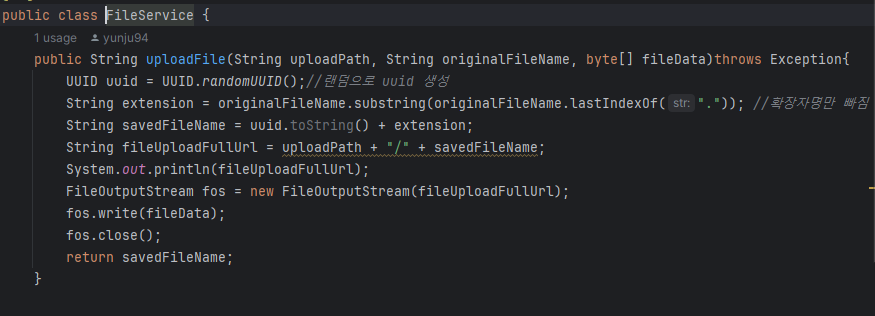 public class FileService {
1 usage yunju94
public String uploadFile(String uploadPath, String originalFileName, byte[] fileData)throws Exception{
UUID uuid = UUID.randomUUID();//랜덤으로 uuid 생성
String extension = originalFileName.substring(originalFileName.lastIndexOf( str: ".")); //확장자명만 빠짐
String savedFileName = uuid.toString() + extension;
String fileUploadFullUrl = uploadPath + "/" + savedFileName;
System.out.println(fileUploadFullUrl);
FileOutputStream fos = new FileOutputStream(fileUploadFullUrl);
fos.write(fileData);
fos.close();
return savedFileName;
}